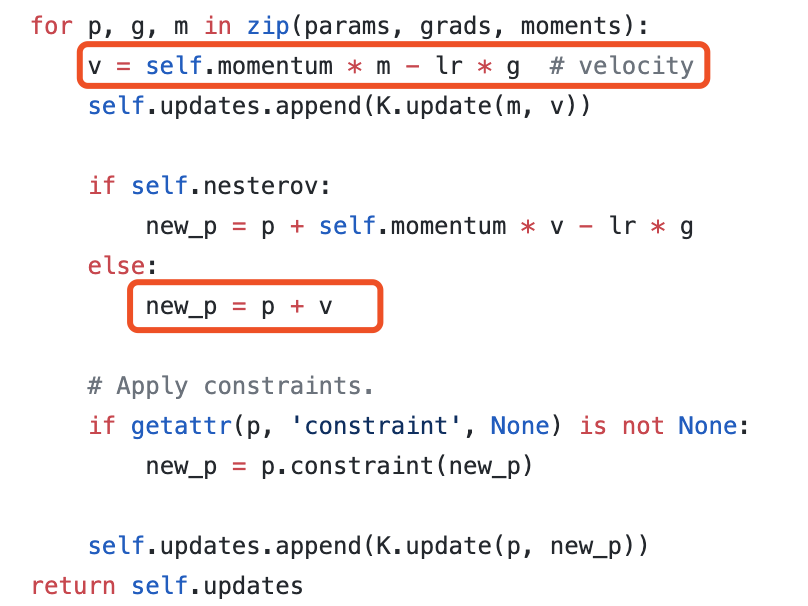 for p, g, m in zip(params, grads, moments):
    v = self.momentum * m - lr * g  # velocity
    self.updates.append(K.update(m, v))

    if self.nesterov:
        new_p = p + self.momentum * v - lr * g
    else:
        new_p = p + v

    # Apply constraints.
    if getattr(p, 'constraint', None) is not None:
        new_p = p.constraint(new_p)

    self.updates.append(K.update(p, new_p))
return self.updates